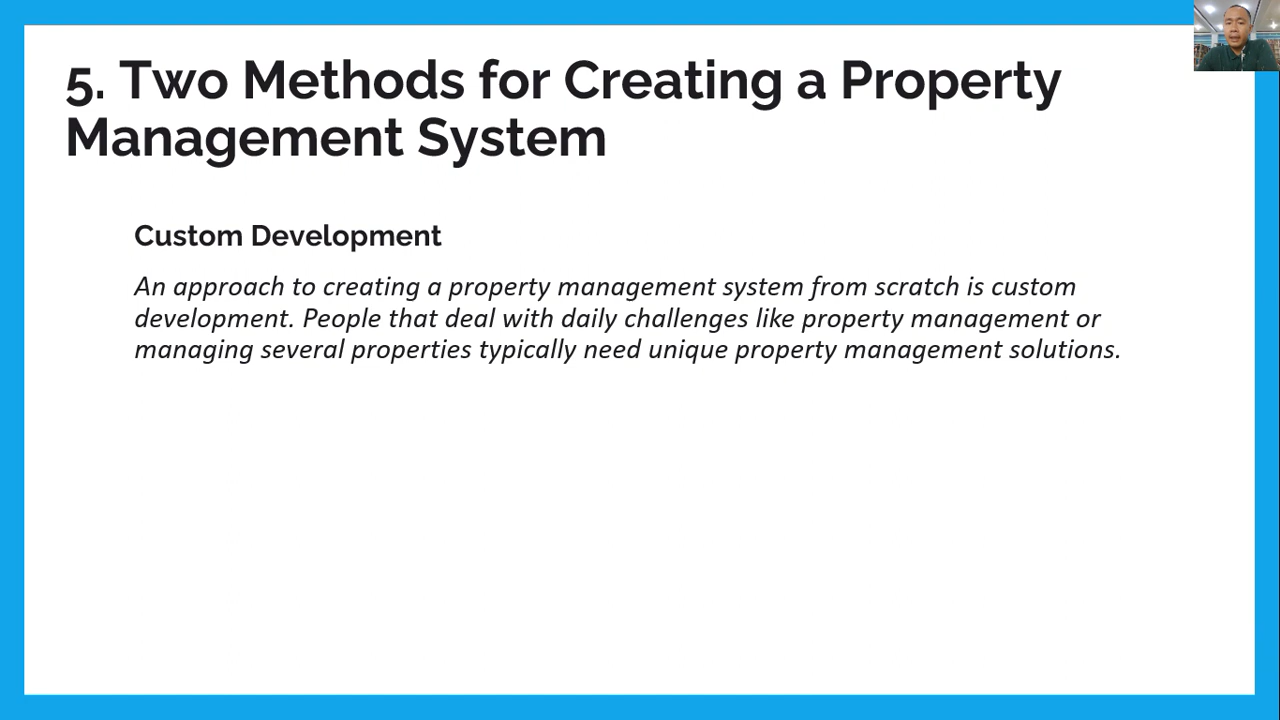 5. Two Methods for Creating a Property
Management System
Custom Development
An approach to creating a property management system from scratch is custom
development. People that deal with daily challenges like property management or
managing several properties typically need unique property management solutions.